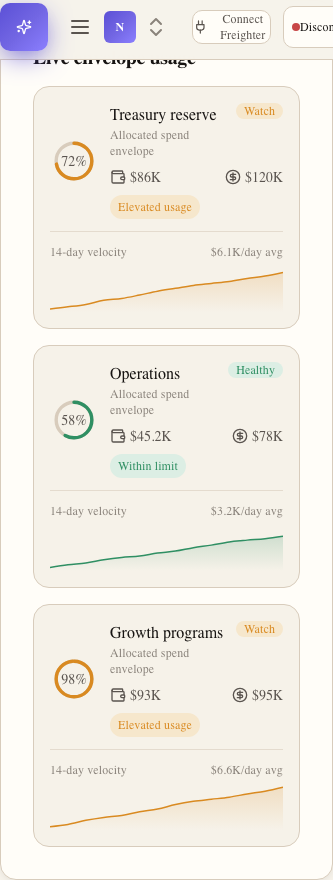 N
Connect
Freighter
Discon
Live envelope usage
72%
Treasury reserve
Watch
Allocated spend
envelope
$86K
$120K
Elevated usage
14-day velocity
$6.1K/day avg
58%
Operations
Healthy
Allocated spend
envelope
$45.2K
$78K
Within limit
14-day velocity
$3.2K/day avg
98%
Growth programs
Watch
Allocated spend
envelope
$93K
$95K
Elevated usage
14-day velocity
$6.6K/day avg